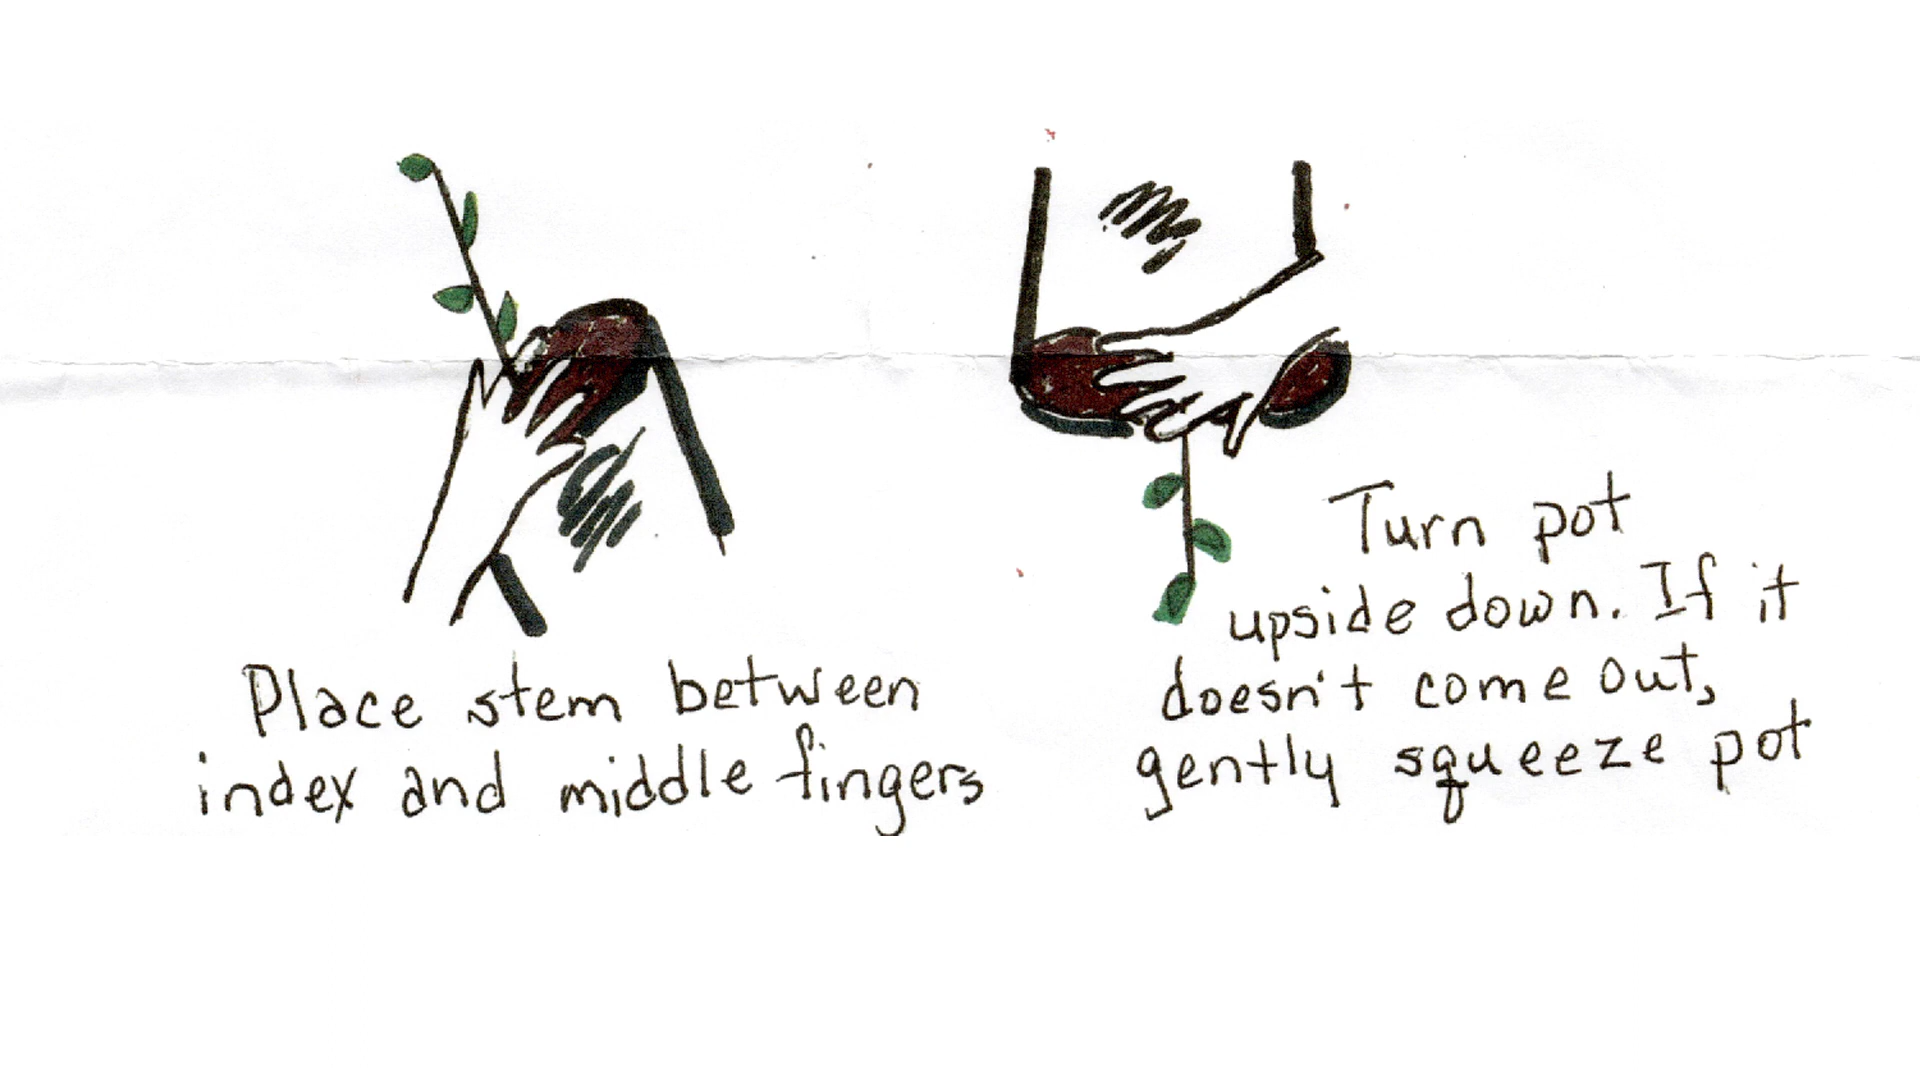 Place stem between
index and middle fingers
Turn pot
upside down. If it
doesn't come out,
gently squeeze pot